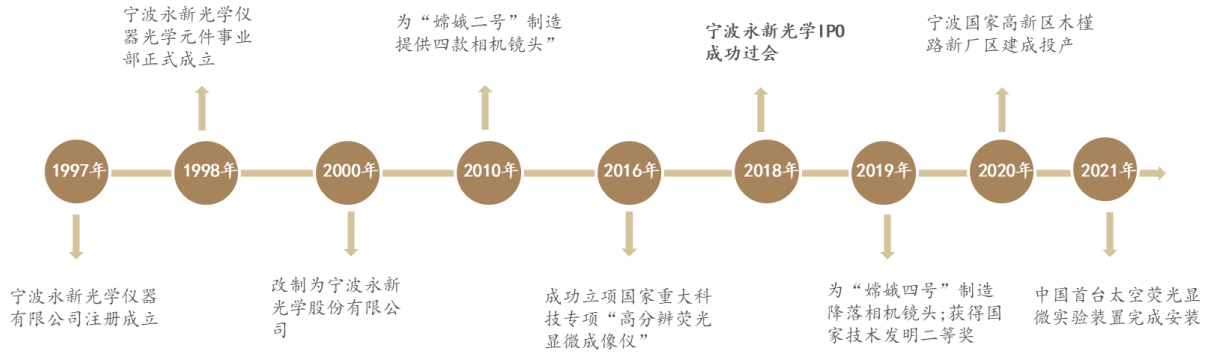 宁波永新光学仪
器光学元件事业
部正式成立
为“嫦娥二号”制造
提供四款相机镜头”
宁波永新光学IPO
成功过会
宁波国家高新区木槿
路新厂区建成投产
1997年
1998年
2000年
2010年
2016年
2018年
2019年
2020年
2021年
宁波永新光学仪器
有限公司注册成立
改制为宁波永新
光学股份有限公
司
成功立项国家重大科
技专项“高分辨荧光
显微成像仪”
为“嫦娥四号”制造
降落相机镜头;获得国
家技术发明二等奖
中国首台太空荧光显
微实验装置完成安装